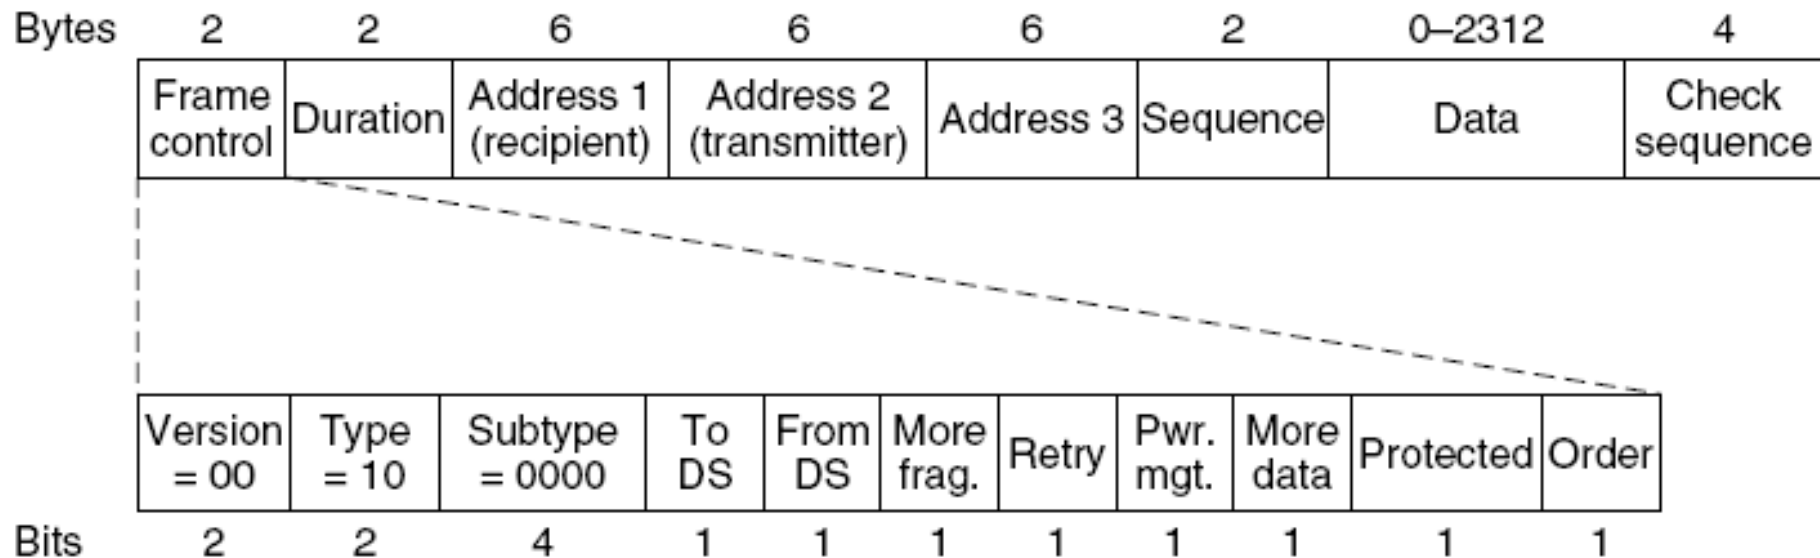 Bytes 2 2 6 6 6 2 0–2312 4
Frame control Duration Address 1 (recipient) Address 2 (transmitter) Address 3 Sequence Data Check sequence
Version = 00 Type = 10 Subtype = 0000 To DS From DS More frag. Retry Pwr. mgt. More data Protected Order
Bits 2 2 4 1 1 1 1 1 1 1 1